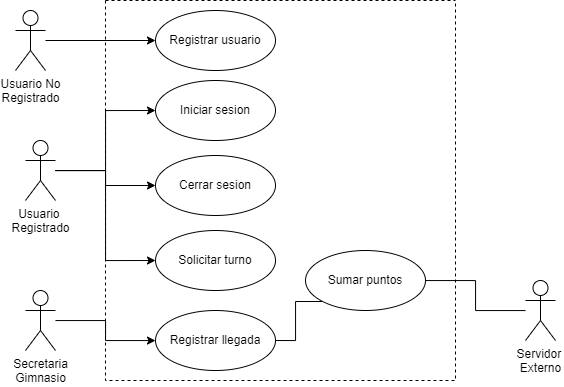 Registrar usuario
Usuario No
Registrado
Iniciar sesion
Cerrar sesion
Usuario
Registrado
Solicitar turno
Sumar puntos
Registrar llegada
Secretaria
Gimnasio
Servidor
Externo